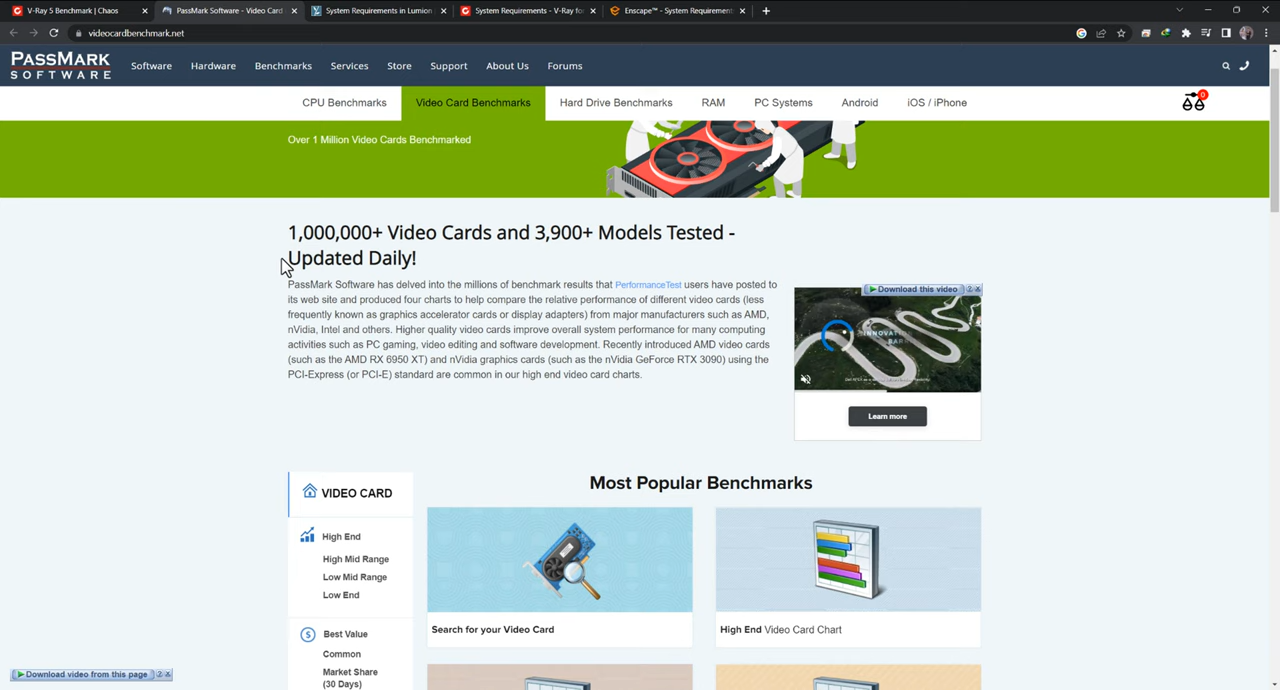 V-Ray 5 Benchmark | Chaos
PassMark Software - Video Card
System Requirements in Lumion
System Requirements - V-Ray for
Enscape™ - System Requirements
videocardbenchmark.net
PASSMARK
SOFTWARE
Software
Hardware
Benchmarks
Services
Store
Support
About Us
Forums
CPU Benchmarks
Video Card Benchmarks
Hard Drive Benchmarks
RAM
PC Systems
Android
iOS / iPhone
0
Over 1 Million Video Cards Benchmarked
1,000,000+ Video Cards and 3,900+ Models Tested -
Updated Daily!
PassMark Software has delved into the millions of benchmark results that PerformanceTest users have posted to
its web site and produced four charts to help compare the relative performance of different video cards (less
frequently known as graphics accelerator cards or display adapters) from major manufacturers such as AMD,
nVidia, Intel and others. Higher quality video cards improve overall system performance for many computing
activities such as PC gaming, video editing and software development. Recently introduced AMD video cards
(such as the AMD RX 6950 XT) and nVidia graphics cards (such as the nVidia GeForce RTX 3090) using the
PCI-Express (or PCI-E) standard are common in our high end video card charts.
Download this video
Learn more
VIDEO CARD
High End
High Mid Range
Low Mid Range
Low End
Best Value
Common
Market Share
(30 Days)
Most Popular Benchmarks
Search for your Video Card
High End Video Card Chart
Download video from this page